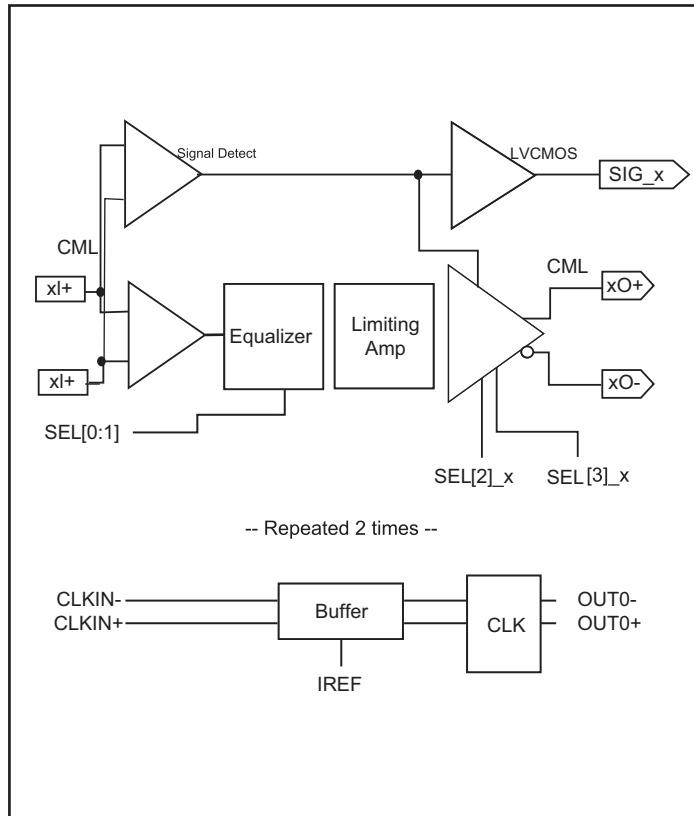 Signal Detect
LVCMOS
SIG_x
CML
xI+
CML
xO+
Equalizer
Limiting
Amp
xI+
xO-
SEL[0:1]
SEL[2]_x
SEL[3]_x
-- Repeated 2 times --
CLKIN-
CLKIN+
Buffer
CLK
OUT0-
OUT0+
IREF